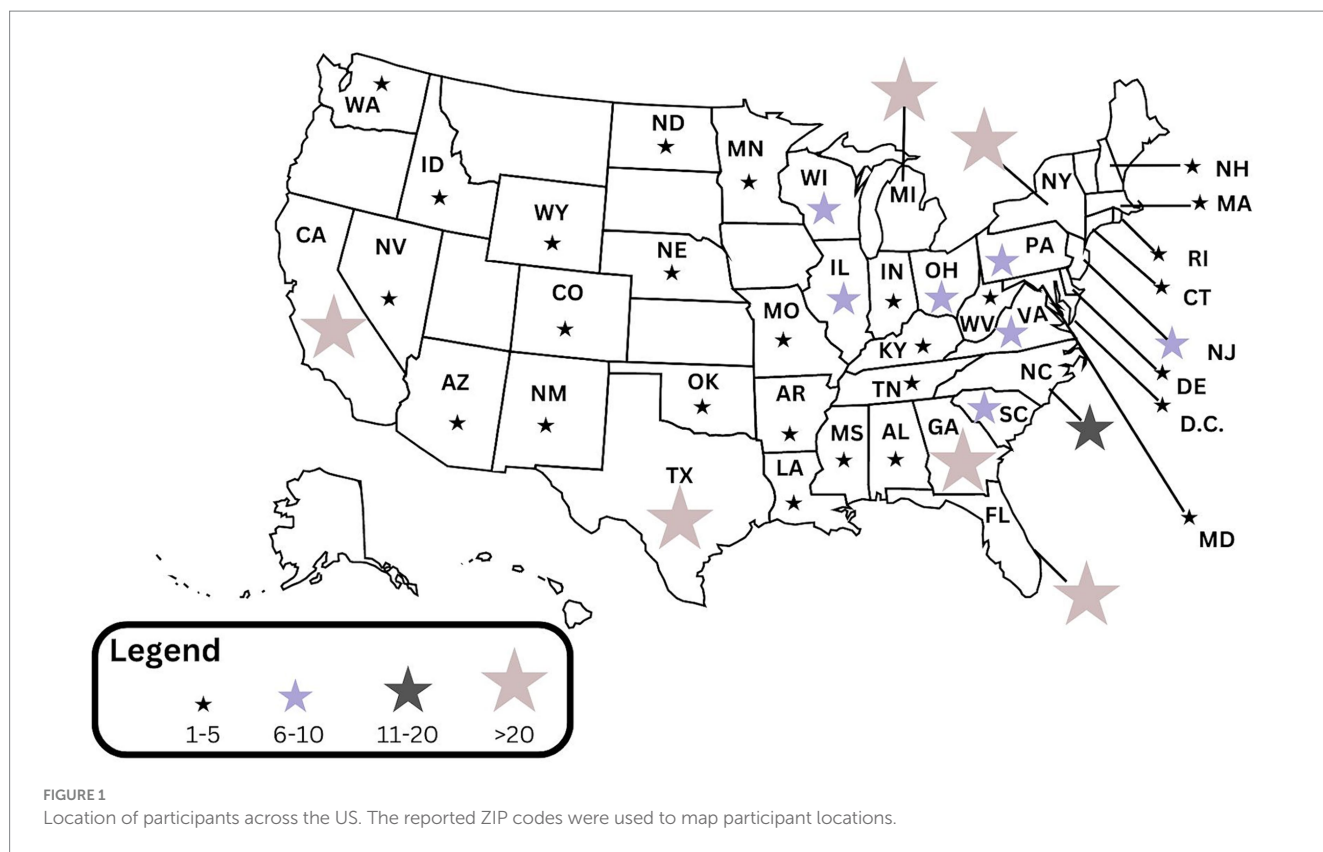 WA
ND
MN
ID
WI
MI
NY
NH
MA
WY
CA
NV
NE
PA
RI
CO
IL
IN
OH
CT
MO
WV
VA
NJ
KY
AZ
NM
OK
AR
TN
NC
DE
D.C.
MS
AL
GA
SC
LA
TX
FL
MD
Legend
1-5 6-10 11-20 >20
FIGURE 1
Location of participants across the US. The reported ZIP codes were used to map participant locations.